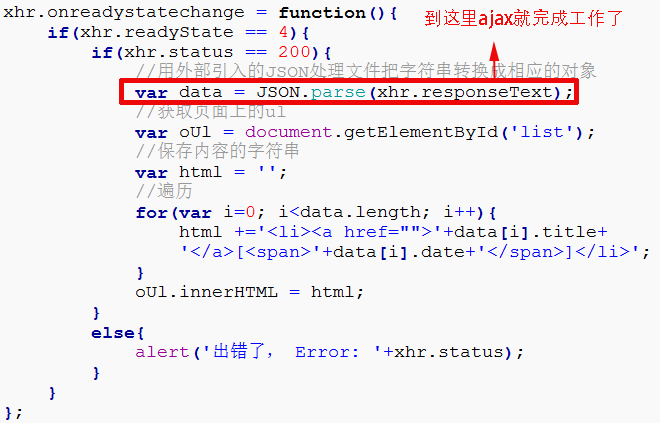 xhr.onreadystatechange = function(){
到这里ajax就完成工作了
if(xhr.readyState == 4){
if(xhr.status == 200){
//用外部引入的JSON处理文件把字符串转换成相应的对象
var data = JSON.parse(xhr.responseText);
//获取页面上的ul
var oUl = document.getElementById('list');
//保存内容的字符串
var html = '';
//遍历
for(var i=0; i<data.length; i++){
html +='<li><a href="">'+data[i].title+
'</a>[<span>'+data[i].date+'</span>]</li>';
}
oUl.innerHTML = html;
}
else{
alert('出错了, Error: '+xhr.status);
}
}
};